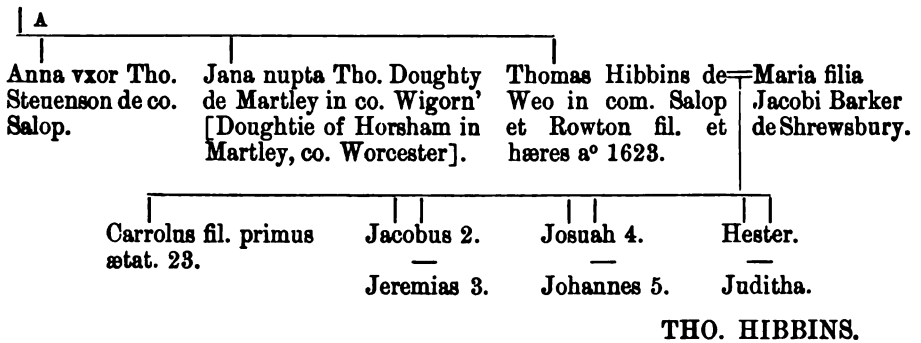 A
Anna vxor Tho.
Steuenson de co.
Salop.
Jana nupta Tho. Doughty
de Martley in co. Wigorn'
[Doughtie of Horsham in
Martley, co. Worcester].
Thomas Hibbins de
Weo in com. Salop
et Rowton fil. et
hæres aº 1623.
Maria filia
Jacobi Barker
de Shrewsbury.
Carrolus fil. primus
ætat. 23.
Jacobus 2.
Jeremias 3.
Josuah 4.
Johannes 5.
Hester.
Juditha.
THO. HIBBINS.